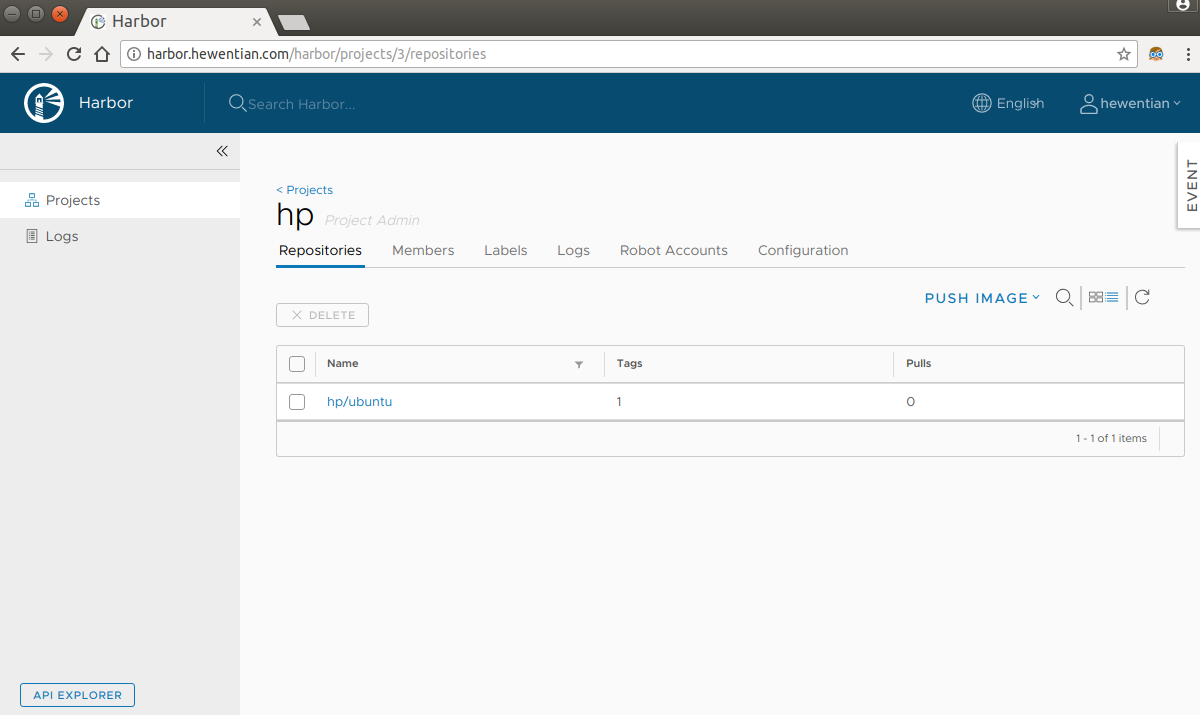 Harbor
harbor.hewentian.com/harbor/projects/3/repositories
Harbor
Search Harbor...
English
hewentian
EVENT
Projects
Logs
< Projects
hp Project Admin
Repositories Members Labels Logs Robot Accounts Configuration
PUSH IMAGE
DELETE
Name Tags Pulls
hp/ubuntu 1 0
1 - 1 of 1 items
API EXPLORER